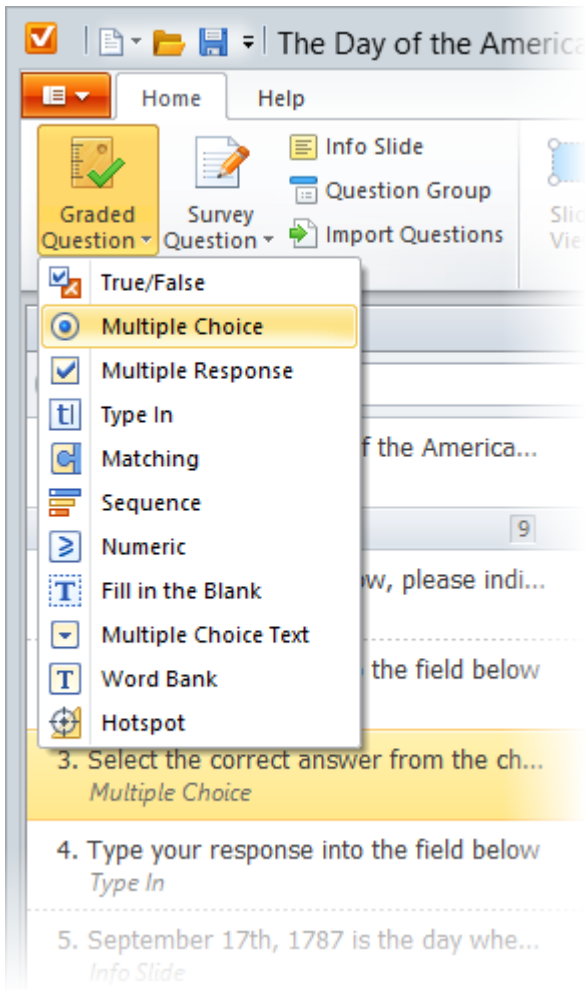 The Day of the Americ
Home Help
Info Slide
Question Group
Import Questions
Graded Question
Survey Question
True/False
Multiple Choice
Multiple Response
Type In
Matching
Sequence
Numeric
Fill in the Blank
Multiple Choice Text
Word Bank
Hotspot
f the America...
9
ow, please indi...
the field below
3. Select the correct answer from the ch...
Multiple Choice
4. Type your response into the field below
Type In
5. September 17th, 1787 is the day whe...
Info Slide